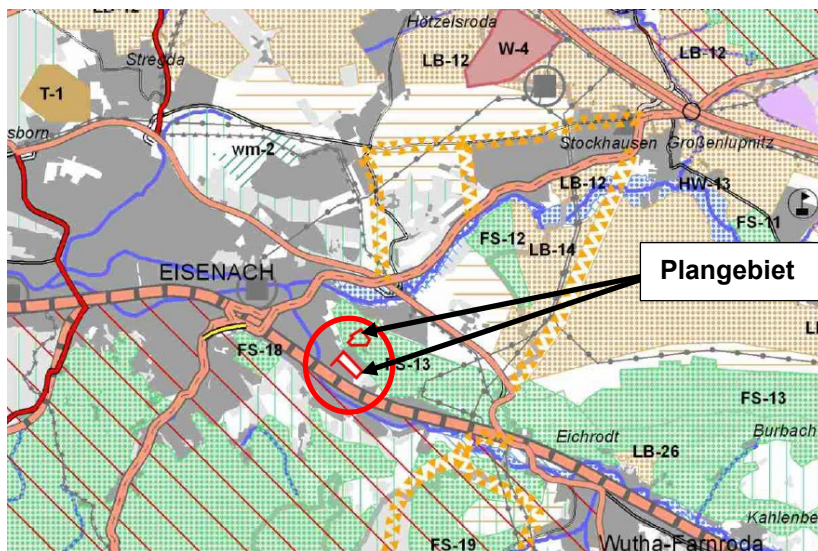 LB-12
Hötzelsroda
LB-12
W-4
LB-12
Stregda
T-1
sborn
wm-2
Stockhausen
Großenlupnitz
LB-12
HW-13
FS-11
FS-12
LB-14
EISENACH
Plangebiet
FS-18
FS-13
FS-13
Eichrodt
Burbach
LB-26
Kahlenbe
FS-19
Wutha-Farnroda